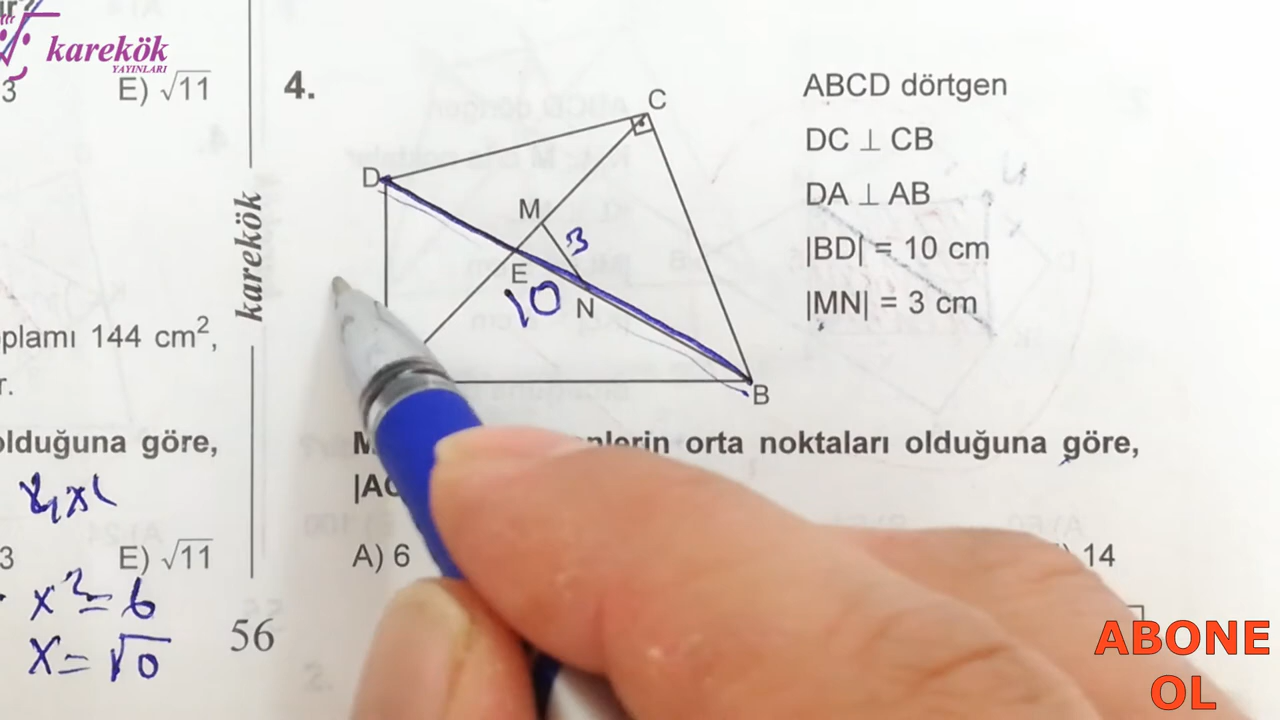 karekök
YAYINLARI
3
E) √11
4.
C
D
M
3
E
10
N
B
ABCD dörtgen
DC ⊥ CB
DA ⊥ AB
|BD| = 10 cm
|MN| = 3 cm
karekök
plamı 144 cm²,
r.
olduğuna göre,
orta noktaları olduğuna göre,
A) 6
14
3
E) √11
x² = 6
x = √6
56
ABONE
OL